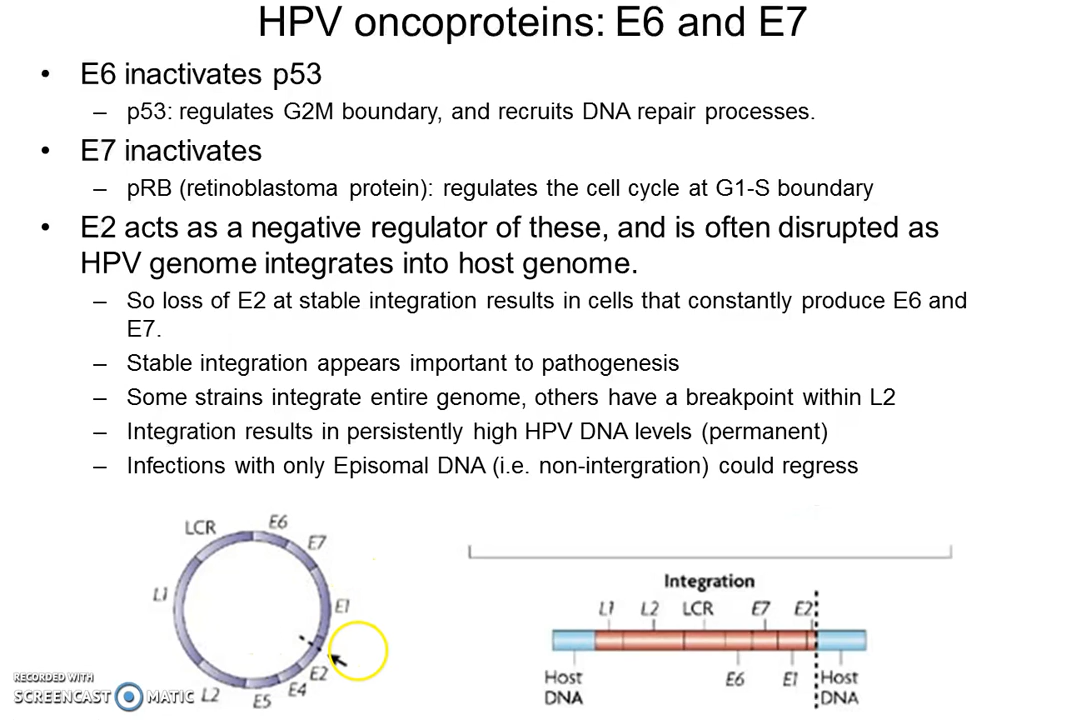 HPV oncoproteins: E6 and E7
• E6 inactivates p53
– p53: regulates G2M boundary, and recruits DNA repair processes.
• E7 inactivates
– pRB (retinoblastoma protein): regulates the cell cycle at G1-S boundary
• E2 acts as a negative regulator of these, and is often disrupted as
HPV genome integrates into host genome.
– So loss of E2 at stable integration results in cells that constantly produce E6 and
E7.
– Stable integration appears important to pathogenesis
– Some strains integrate entire genome, others have a breakpoint within L2
– Integration results in persistently high HPV DNA levels (permanent)
– Infections with only Episomal DNA (i.e. non-intergration) could regress
LCR
E6
E7
L1
E1
E2
E4
E5
L2
Integration
L1 L2 LCR E7 E2
Host
DNA
E6 E1
Host
DNA
RECORDED WITH
SCREENCAST MATIC